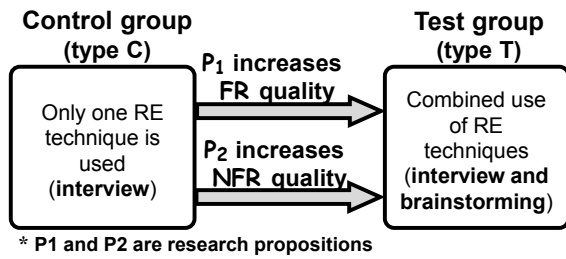 Control group
(type C)
Only one RE
technique is
used
(interview)
P1 increases
FR quality
P2 increases
NFR quality
Test group
(type T)
Combined use
of RE
techniques
(interview and
brainstorming)
* P1 and P2 are research propositions